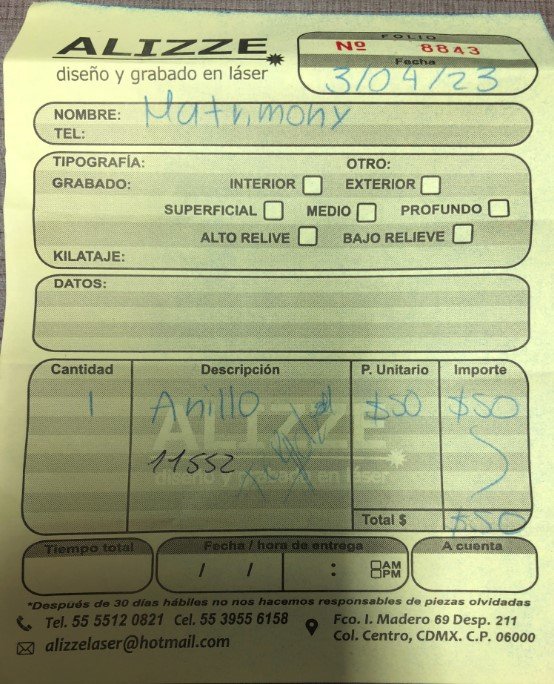 ALIZZE
diseño y grabado en láser
FOLIO
Nº 8843
Fecha
3/04/23
NOMBRE: Matrimony
TEL:
TIPOGRAFÍA: OTRO:
GRABADO: INTERIOR EXTERIOR
SUPERFICIAL MEDIO PROFUNDO
ALTO RELIVE BAJO RELIEVE
KILATAJE:
DATOS:
Cantidad Descripción P. Unitario Importe
1 Anillo $50 $50
ALIZZE
11552
diseño y grabado en láser
Total $ $50
Tiempo total Fecha / hora de entrega A cuenta
/ / : AM
PM
*Después de 30 días hábiles no nos hacemos responsables de piezas olvidadas
Tel. 55 5512 0821 Cel. 55 3955 6158
alizzelaser@hotmail.com
Fco. I. Madero 69 Desp. 211
Col. Centro, CDMX. C.P. 06000